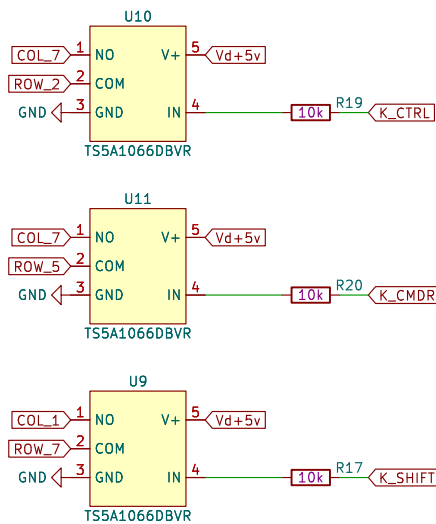 U10
COL_7 1 NO V+ 5 Vd+5v
ROW_2 2 COM
GND 3 GND IN 4 10k R19 K_CTRL
TS5A1066DBVR
U11
COL_7 1 NO V+ 5 Vd+5v
ROW_5 2 COM
GND 3 GND IN 4 10k R20 K_CMDR
TS5A1066DBVR
U9
COL_1 1 NO V+ 5 Vd+5v
ROW_7 2 COM
GND 3 GND IN 4 10k R17 K_SHIFT
TS5A1066DBVR